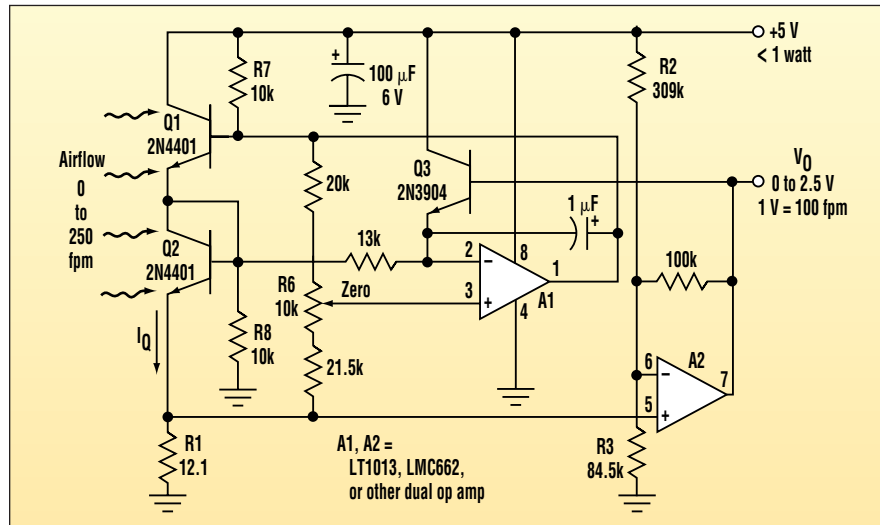 +5 V
< 1 watt
R7
10k
+
100 μF
6 V
R2
309k
Q1
2N4401
Airflow
0
to
250
fpm
20k
Q3
2N3904
VO
0 to 2.5 V
1 V = 100 fpm
1 μF
+
Q2
2N4401
13k
2
−
8
1
100k
R6
10k
Zero
3
+
4
A1
IQ
R8
10k
21.5k
6
−
A2
7
5
+
R1
12.1
A1, A2 =
LT1013, LMC662,
or other dual op amp
R3
84.5k